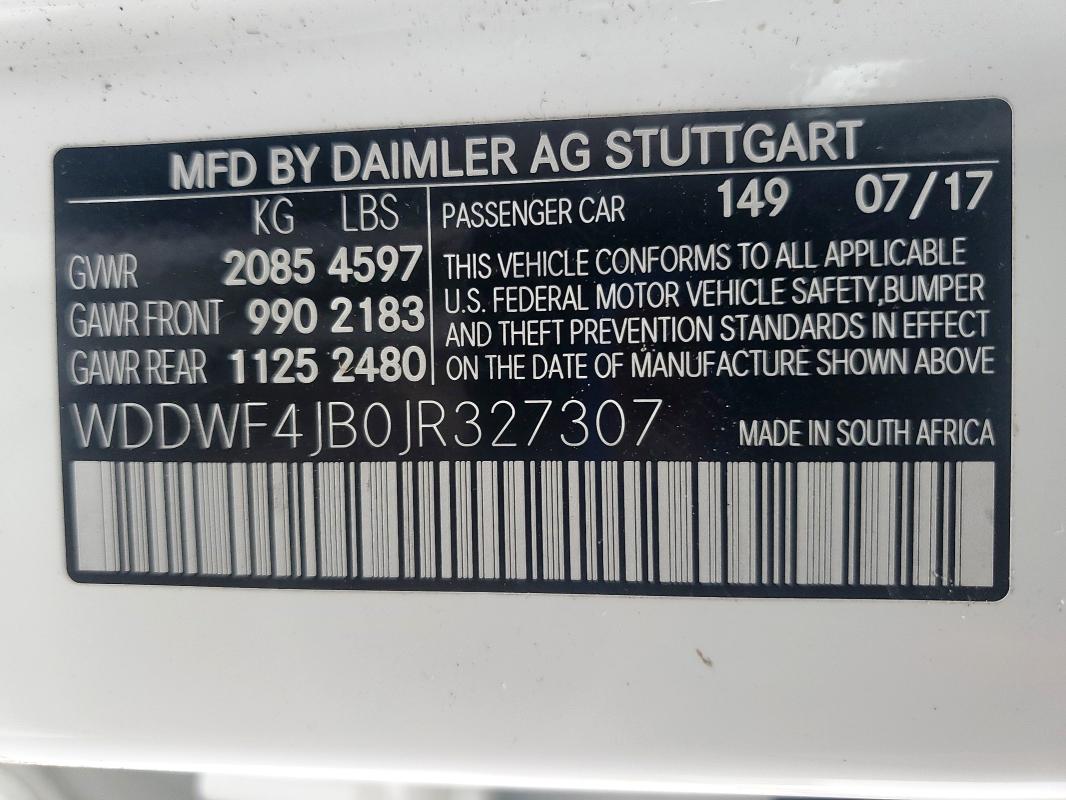 MFD BY DAIMLER AG STUTTGART
KG LBS
GVWR 2085 4597
GAWR FRONT 990 2183
GAWR REAR 1125 2480
PASSENGER CAR 149 07/17
THIS VEHICLE CONFORMS TO ALL APPLICABLE
U.S. FEDERAL MOTOR VEHICLE SAFETY,BUMPER
AND THEFT PREVENTION STANDARDS IN EFFECT
ON THE DATE OF MANUFACTURE SHOWN ABOVE
WDDWF4JB0JR327307 MADE IN SOUTH AFRICA